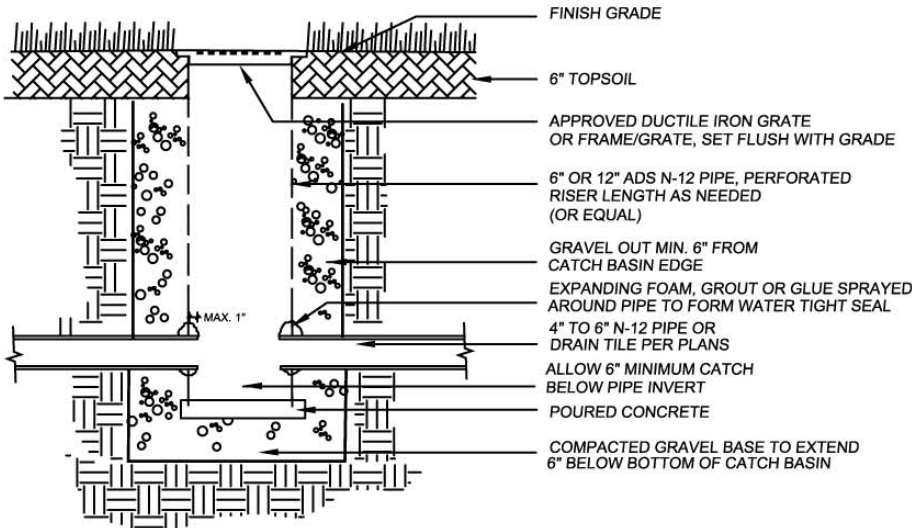 FINISH GRADE
6" TOPSOIL
APPROVED DUCTILE IRON GRATE
OR FRAME/GRATE, SET FLUSH WITH GRADE
6" OR 12" ADS N-12 PIPE, PERFORATED
RISER LENGTH AS NEEDED
(OR EQUAL)
GRAVEL OUT MIN. 6" FROM
CATCH BASIN EDGE
EXPANDING FOAM, GROUT OR GLUE SPRAYED
AROUND PIPE TO FORM WATER TIGHT SEAL
MAX. 1"
4" TO 6" N-12 PIPE OR
DRAIN TILE PER PLANS
ALLOW 6" MINIMUM CATCH
BELOW PIPE INVERT
POURED CONCRETE
COMPACTED GRAVEL BASE TO EXTEND
6" BELOW BOTTOM OF CATCH BASIN